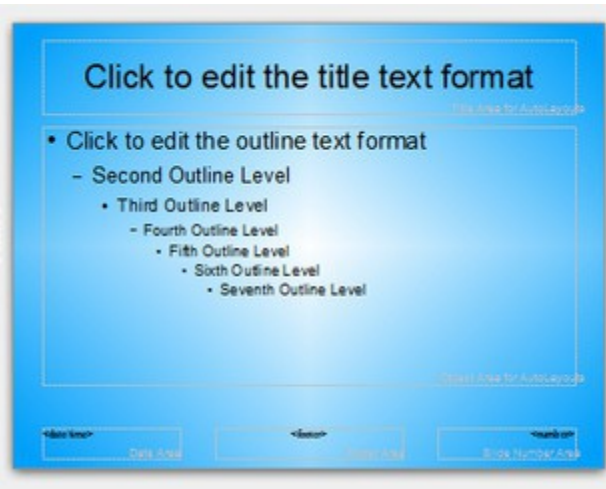 Click to edit the title text format
Title Area for AutoLayouts
• Click to edit the outline text format
– Second Outline Level
• Third Outline Level
– Fourth Outline Level
• Fifth Outline Level
• Sixth Outline Level
• Seventh Outline Level
Object Area for AutoLayouts
<date/time>
<footer>
<number>
Date Area
Footer Area
Slide Number Area